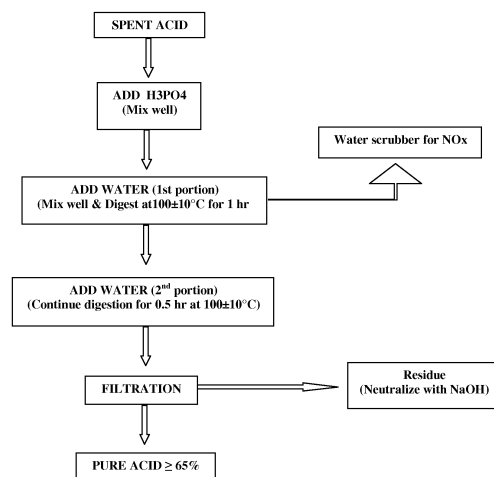 SPENT ACID
ADD H3PO4
(Mix well)
Water scrubber for NOx
ADD WATER (1st portion)
(Mix well & Digest at100±10°C for 1 hr
ADD WATER (2nd portion)
(Continue digestion for 0.5 hr at 100±10°C)
Residue
(Neutralize with NaOH)
FILTRATION
PURE ACID ≥ 65%